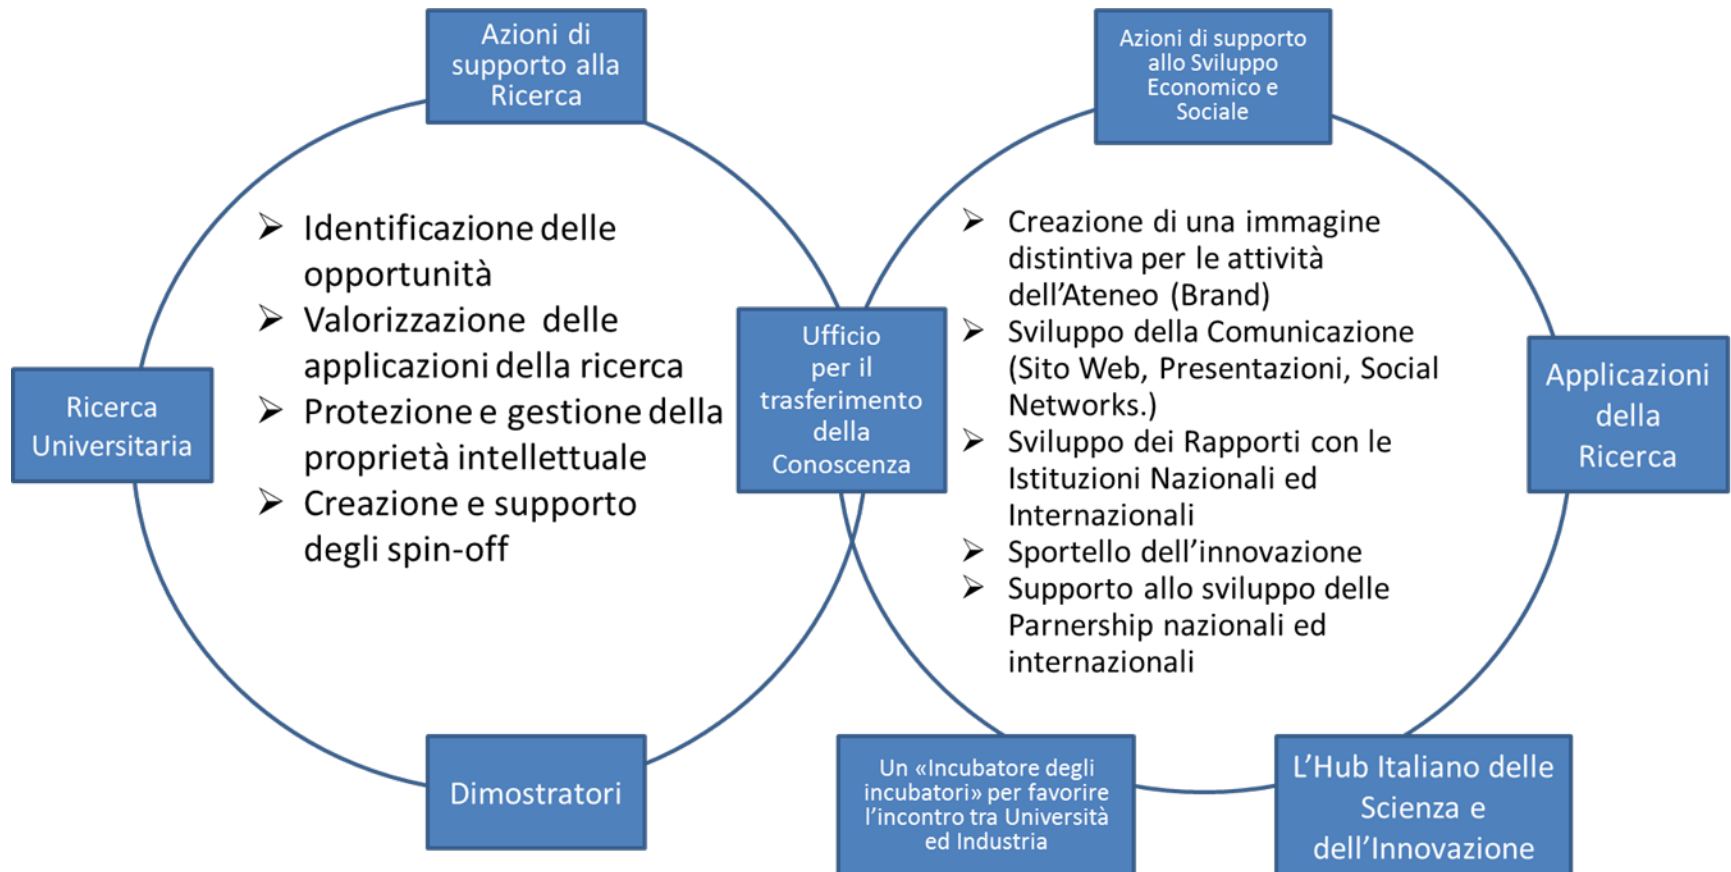 Azioni di
supporto alla
Ricerca
Azioni di supporto
allo Sviluppo
Economico e
Sociale
Ricerca
Universitaria
➢ Identificazione delle
opportunità
➢ Valorizzazione delle
applicazioni della ricerca
➢ Protezione e gestione della
proprietà intellettuale
➢ Creazione e supporto
degli spin-off
Ufficio
per il
trasferimento
della
Conoscenza
➢ Creazione di una immagine
distintiva per le attività
dell’Ateneo (Brand)
➢ Sviluppo della Comunicazione
(Sito Web, Presentazioni, Social
Networks.)
➢ Sviluppo dei Rapporti con le
Istituzioni Nazionali ed
Internazionali
➢ Sportello dell’innovazione
➢ Supporto allo sviluppo delle
Parnership nazionali ed
internazionali
Applicazioni
della
Ricerca
Dimostratori
Un «Incubatore degli
incubatori» per favorire
l’incontro tra Università
ed Industria
L’Hub Italiano delle
Scienza e
dell’Innovazione